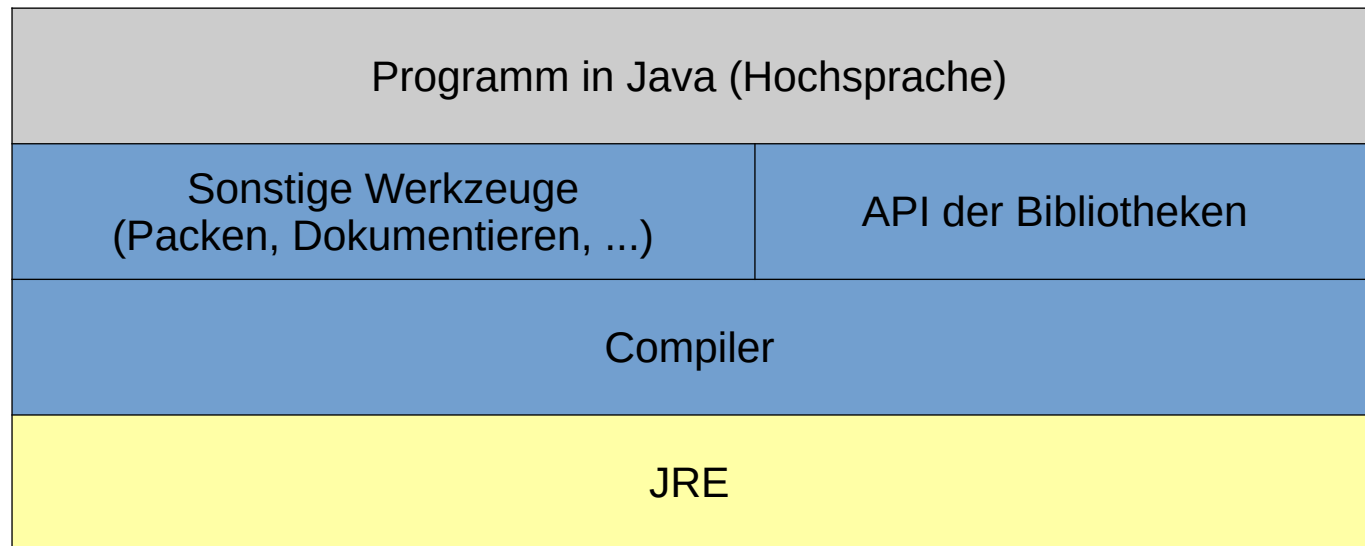 Programm in Java (Hochsprache)
Sonstige Werkzeuge
(Packen, Dokumentieren, ...)
API der Bibliotheken
Compiler
JRE